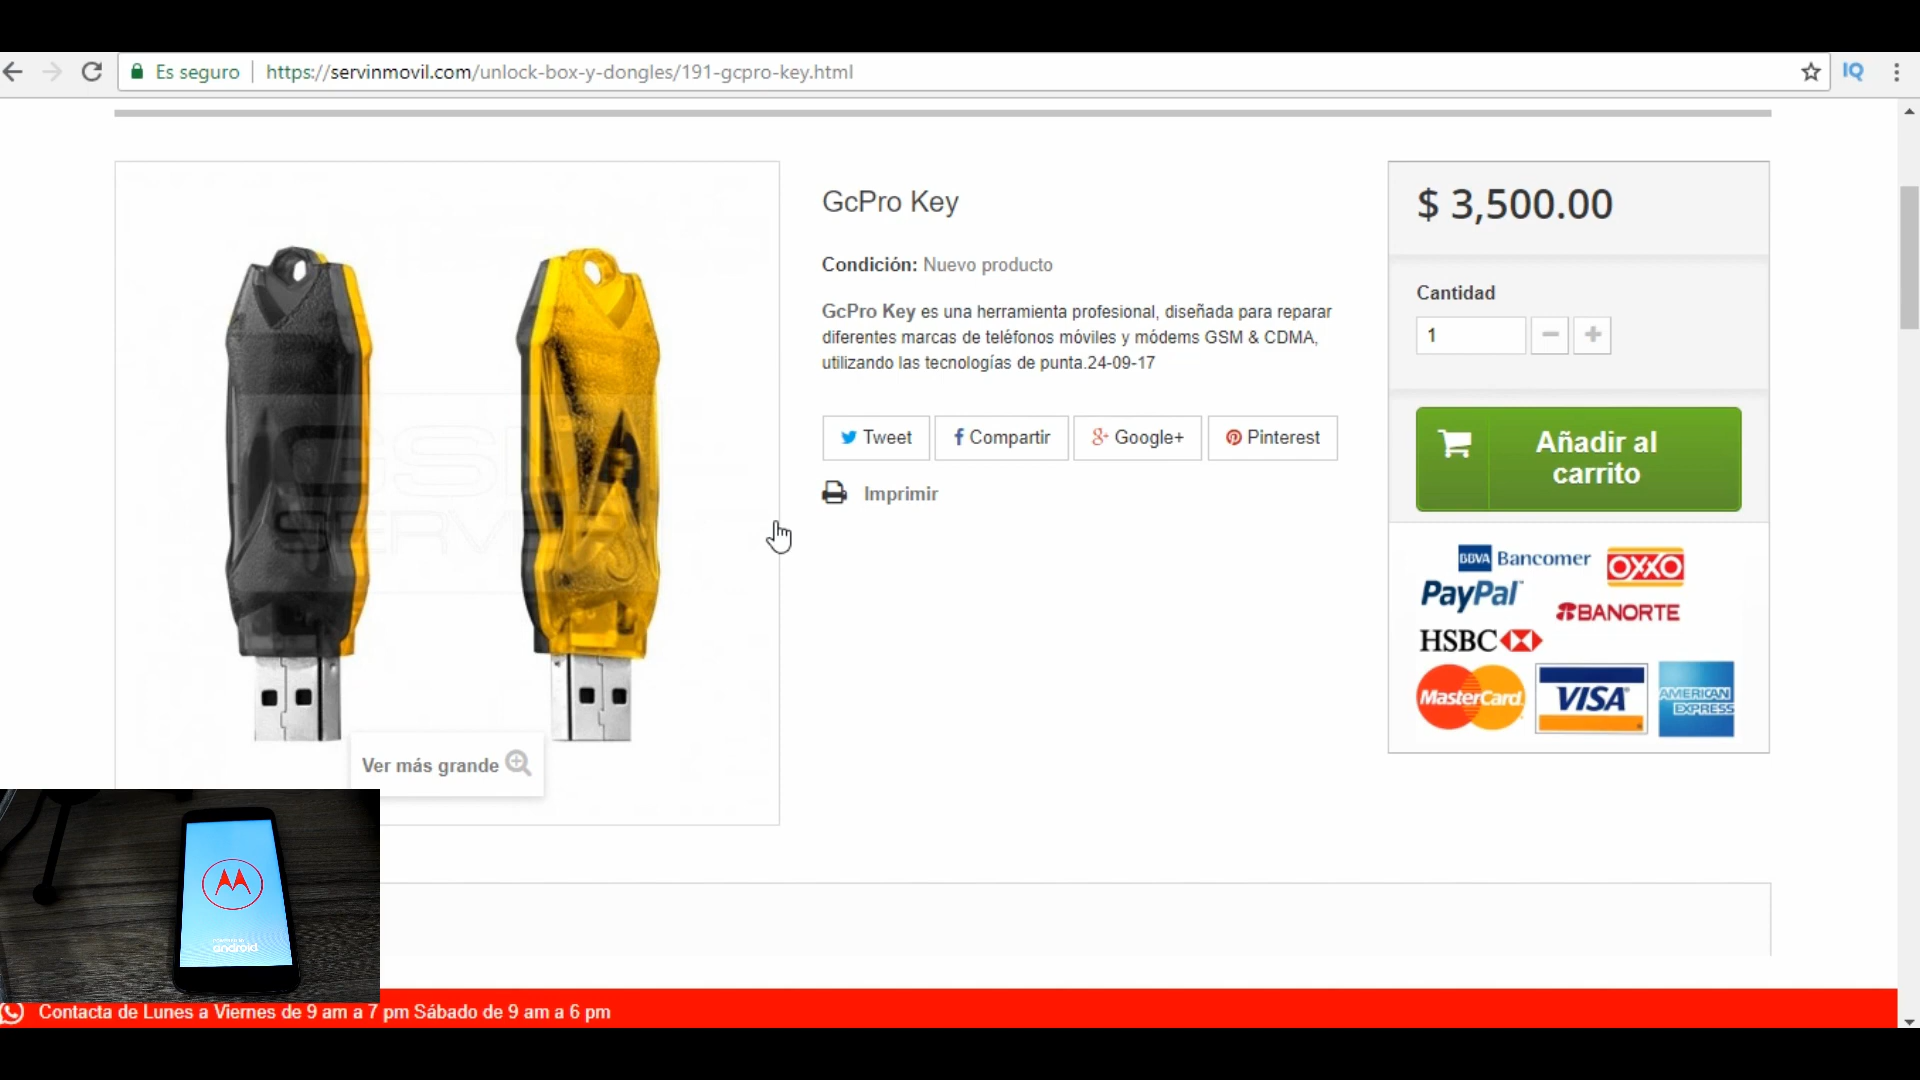 Es seguro
https://servinmovil.com/unlock-box-y-dongles/191-gcpro-key.html
IQ
GSM
SERVER
GcPro Key
Condición: Nuevo producto
GcPro Key es una herramienta profesional, diseñada para reparar
diferentes marcas de teléfonos móviles y módems GSM & CDMA,
utilizando las tecnologías de punta.24-09-17
Tweet
Compartir
Google+
Pinterest
Imprimir
Ver más grande
$ 3,500.00
Cantidad
1
Añadir al
carrito
BBVA Bancomer
OXXO
PayPal
BANORTE
HSBC
MasterCard
VISA
AMERICAN
EXPRESS
android
Contacta de Lunes a Viernes de 9 am a 7 pm Sábado de 9 am a 6 pm